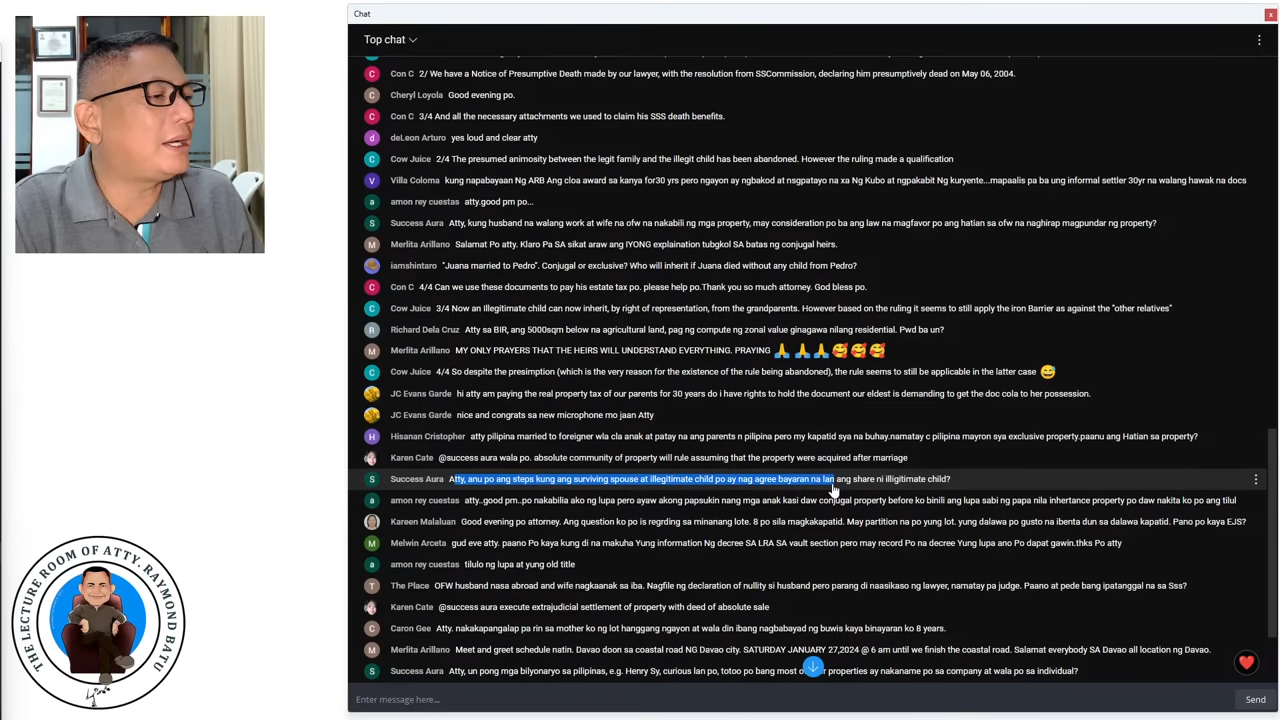 Chat
Top chat
Con C 2/ We have a Notice of Presumptive Death made by our lawyer, with the resolution from SSCommission, declaring him presumptively dead on May 06, 2004.
Cheryl Loyola Good evening po.
Con C 3/4 And all the necessary attachments we used to claim his SSS death benefits.
deLeon Arturo yes loud and clear atty
Cow Juice 2/4 The presumed animosity between the legit family and the illegit child has been abandoned. However the ruling made a qualification
Villa Coloma kung napabayaan Ng ARB Ang cloa award sa kanya for30 yrs pero ngayon ay ngbakod at nsgpatayo na xa Ng Kubo at ngpakabit Ng kuryente...mapaalis pa ba ung informal settler 30yr na walang hawak na docs
amon rey cuestas atty.good pm po...
Success Aura Atty, kung husband na walang work at wife na ofw na nakabili ng mga property, may consideration po ba ang law na magfavor po ang hatian sa ofw na naghirap magpundar ng property?
Merlita Arillano Salamat Po atty. Klaro Pa SA sikat araw ang IYONG explaination tubgkol SA batas ng conjugal heirs.
iamshintaro "Juana married to Pedro". Conjugal or exclusive? Who will inherit if Juana died without any child from Pedro?
Con C 4/4 Can we use these documents to pay his estate tax po. please help po.Thank you so much attorney. God bless po.
Cow Juice 3/4 Now an Illegitimate child can now inherit, by right of representation, from the grandparents. However based on the ruling it seems to still apply the iron Barrier as against the "other relatives"
Richard Dela Cruz Atty sa BIR, ang 5000sqm below na agricultural land, pag ng compute ng zonal value ginagawa nilang residential. Pwd ba un?
Merlita Arillano MY ONLY PRAYERS THAT THE HEIRS WILL UNDERSTAND EVERYTHING. PRAYING 🙏 🙏 🙏 🥰 🥰 🥰
Cow Juice 4/4 So despite the presimption (which is the very reason for the existence of the rule being abandoned), the rule seems to still be applicable in the latter case 😅
JC Evans Garde hi atty am paying the real property tax of our parents for 30 years do i have rights to hold the document our eldest is demanding to get the doc cola to her possession.
JC Evans Garde nice and congrats sa new microphone mo jaan Atty
Hisanan Cristopher atty pilipina married to foreigner wla cla anak at patay na ang parents n pilipina pero my kapatid sya na buhay.namatay c pilipina mayron sya exclusive property.paanu ang Hatian sa property?
Karen Cate @success aura wala po. absolute community of property will rule assuming that the property were acquired after marriage
Success Aura Atty, anu po ang steps kung ang surviving spouse at illegitimate child po ay nag agree bayaran na lan ang share ni illigitimate child?
amon rey cuestas atty..good pm..po nakabilia ako ng lupa pero ayaw akong papsukin nang mga anak kasi daw conjugal property before ko binili ang lupa sabi ng papa nila inhertance property po daw nakita ko po ang tilul
Kareen Malaluan Good evening po attorney. Ang question ko po is regrding sa minanang lote. 8 po sila magkakapatid. May partition na po yung lot. yung dalawa po gusto na ibenta dun sa dalawa kapatid. Pano po kaya EJS?
Melwin Arceta gud eve atty. paano Po kaya kung di na makuha Yung information Ng decree SA LRA SA vault section pero may record Po na decree Yung lupa ano Po dapat gawin.thks Po atty
amon rey cuestas tilulo ng lupa at yung old title
The Place OFW husband nasa abroad and wife nagkaanak sa iba. Nagfile ng declaration of nullity si husband pero parang di naasikaso ng lawyer, namatay pa judge. Paano at pede bang ipatanggal na sa Sss?
Karen Cate @success aura execute extrajudicial settlement of property with deed of absolute sale
Caron Gee Atty. nakakapangalap pa rin sa mother ko ng lot hanggang ngayon at wala din ibang nagbabayad ng buwis kaya binayaran ko 8 years.
Merlita Arillano Meet and greet schedule natin. Davao doon sa coastal road NG Davao city. SATURDAY JANUARY 27,2024 @ 6 am until we finish the coastal road. Salamat everybody SA Davao all location ng Davao.
Success Aura Atty, un pong mga bilyonaryo sa pilipinas, e.g. Henry Sy, curious lan po, totoo po bang most properties ay nakaname po sa company at wala po sa individual?
Enter message here...
Send
THE LECTURE ROOM OF ATTY. RAYMOND BATU